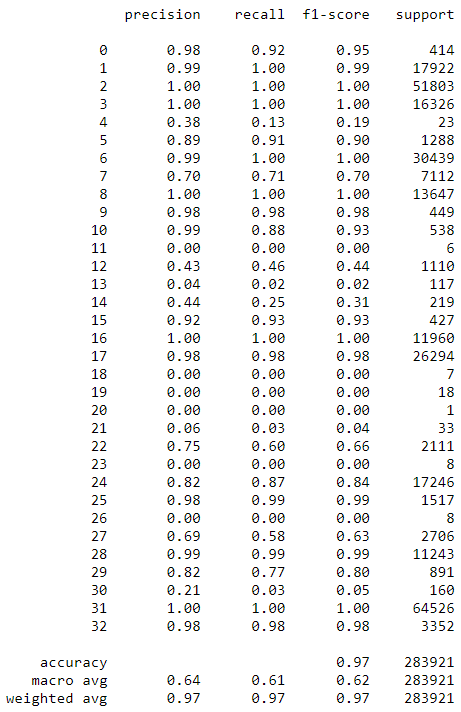 precision recall f1-score support
0 0.98 0.92 0.95 414
1 0.99 1.00 0.99 17922
2 1.00 1.00 1.00 51803
3 1.00 1.00 1.00 16326
4 0.38 0.13 0.19 23
5 0.89 0.91 0.90 1288
6 0.99 1.00 1.00 30439
7 0.70 0.71 0.70 7112
8 1.00 1.00 1.00 13647
9 0.98 0.98 0.98 449
10 0.99 0.88 0.93 538
11 0.00 0.00 0.00 6
12 0.43 0.46 0.44 1110
13 0.04 0.02 0.02 117
14 0.44 0.25 0.31 219
15 0.92 0.93 0.93 427
16 1.00 1.00 1.00 11960
17 0.98 0.98 0.98 26294
18 0.00 0.00 0.00 7
19 0.00 0.00 0.00 18
20 0.00 0.00 0.00 1
21 0.06 0.03 0.04 33
22 0.75 0.60 0.66 2111
23 0.00 0.00 0.00 8
24 0.82 0.87 0.84 17246
25 0.98 0.99 0.99 1517
26 0.00 0.00 0.00 8
27 0.69 0.58 0.63 2706
28 0.99 0.99 0.99 11243
29 0.82 0.77 0.80 891
30 0.21 0.03 0.05 160
31 1.00 1.00 1.00 64526
32 0.98 0.98 0.98 3352
accuracy 0.97 283921
macro avg 0.64 0.61 0.62 283921
weighted avg 0.97 0.97 0.97 283921